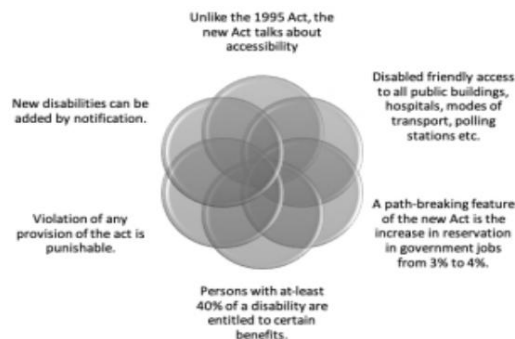 Unlike the 1995 Act, the
new Act talks about
accessibility
Disabled friendly access
to all public buildings,
hospitals, modes of
transport, polling
stations etc.
A path-breaking feature
of the new Act is the
increase in reservation
in government jobs
from 3% to 4%.
Persons with at-least
40% of a disability are
entitled to certain
benefits.
Violation of any
provision of the act is
punishable.
New disabilities can be
added by notification.